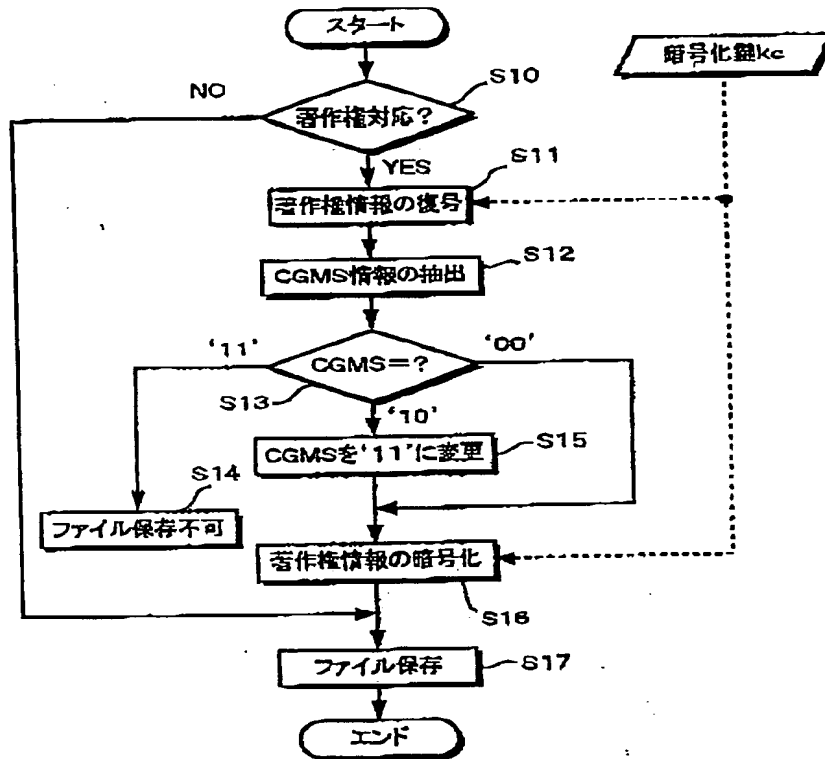 スタート
暗号化鍵kc
NO
S10
著作権対応?
YES
S11
著作権情報の復号
S12
CGMS情報の抽出
'11'
CGMS=?
'00'
S13
'10'
S15
CGMSを'11'に変更
S14
ファイル保存不可
著作権情報の暗号化
S16
ファイル保存
S17
エンド